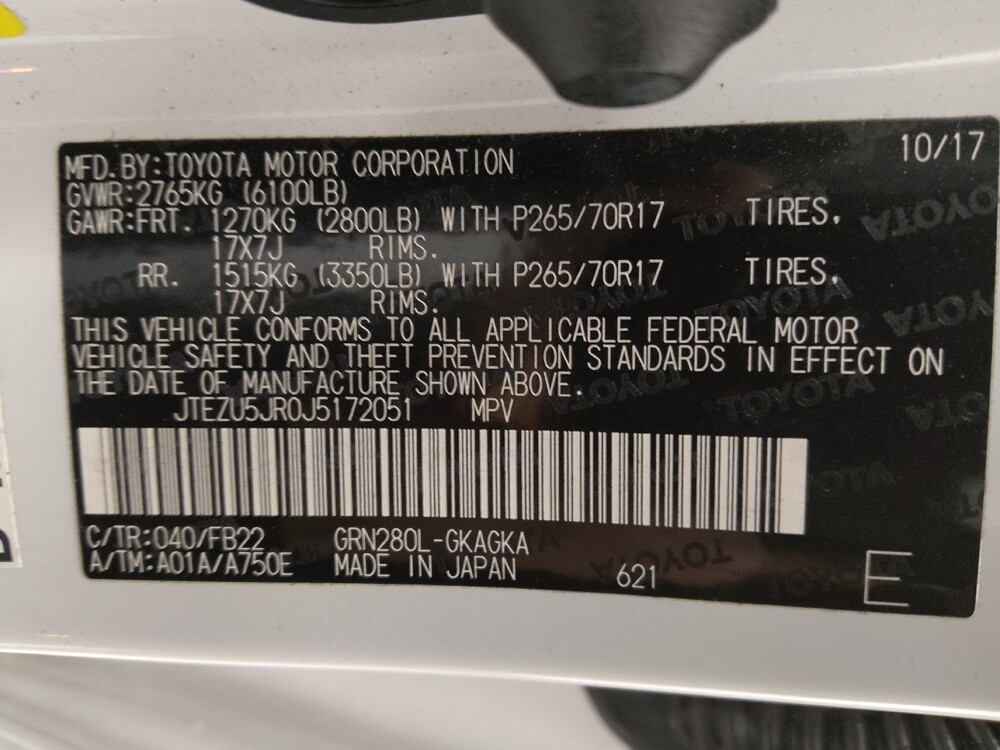 10/17
MFD. BY: TOYOTA MOTOR CORPORATION
GVWR: 2765KG (6100LB)
GAWR: FRT. 1270KG (2800LB) WITH P265/70R17 TIRES,
17X7J RIMS.
RR. 1515KG (3350LB) WITH P265/70R17 TIRES,
17X7J RIMS.
THIS VEHICLE CONFORMS TO ALL APPLICABLE FEDERAL MOTOR
VEHICLE SAFETY AND THEFT PREVENTION STANDARDS IN EFFECT ON
THE DATE OF MANUFACTURE SHOWN ABOVE.
JTEZU5JR0J5172051 MPV
C/TR: 040/FB22 GRN280L-GKAGKA
A/TM: A01A/A750E MADE IN JAPAN 621 E